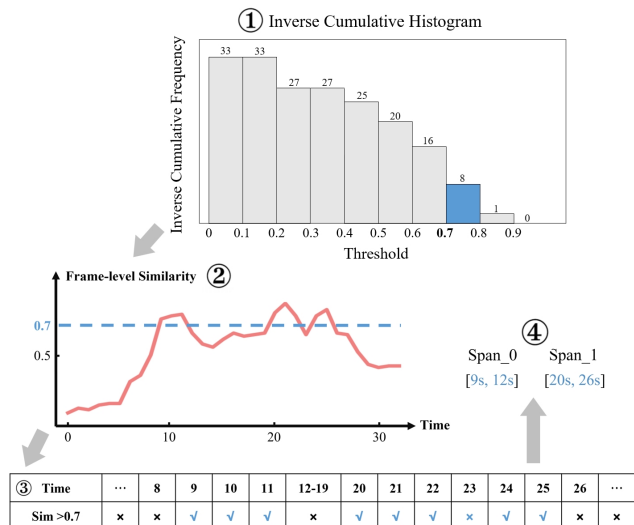 ① Inverse Cumulative Histogram
Inverse Cumulative Frequency
33 33 27 27 25 20 16 8 1 0
0 0.1 0.2 0.3 0.4 0.5 0.6 0.7 0.8 0.9
Threshold
Frame-level Similarity ②
0.7
0.5
0 10 20 30
Time
④
Span_0 Span_1
[9s, 12s] [20s, 26s]
③ Time ... 8 9 10 11 12-19 20 21 22 23 24 25 26 ...
Sim >0.7 × × √ √ √ × √ √ √ × √ √ × ×